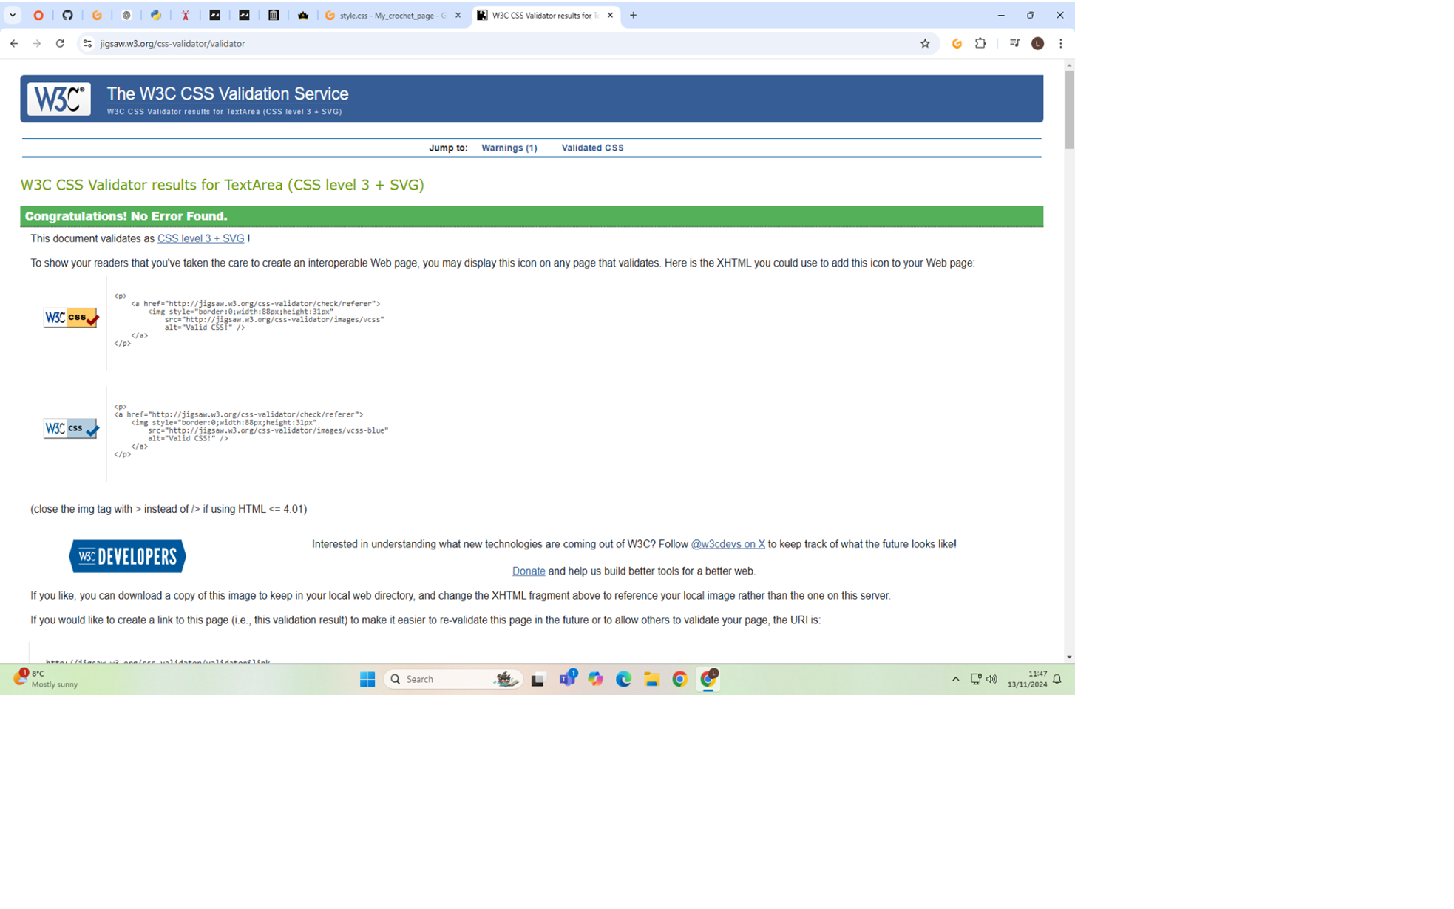 style.css - My_crochet_page - G
W3C CSS Validator results for Te
jigsaw.w3.org/css-validator/validator
L
W3C®
The W3C CSS Validation Service
W3C CSS Validator results for TextArea (CSS level 3 + SVG)
Jump to: Warnings (1) Validated CSS
W3C CSS Validator results for TextArea (CSS level 3 + SVG)
Congratulations! No Error Found.
This document validates as CSS level 3 + SVG !
To show your readers that you've taken the care to create an interoperable Web page, you may display this icon on any page that validates. Here is the XHTML you could use to add this icon to your Web page:
W3C css
<p>
<a href="http://jigsaw.w3.org/css-validator/check/referer">
<img style="border:0;width:88px;height:31px"
src="http://jigsaw.w3.org/css-validator/images/vcss"
alt="Valid CSS!" />
</a>
</p>
W3C css
<p>
<a href="http://jigsaw.w3.org/css-validator/check/referer">
<img style="border:0;width:88px;height:31px"
src="http://jigsaw.w3.org/css-validator/images/vcss-blue"
alt="Valid CSS!" />
</a>
</p>
(close the img tag with > instead of /> if using HTML <= 4.01)
W3C DEVELOPERS
Interested in understanding what new technologies are coming out of W3C? Follow @w3cdevs on X to keep track of what the future looks like!
Donate and help us build better tools for a better web.
If you like, you can download a copy of this image to keep in your local web directory, and change the XHTML fragment above to reference your local image rather than the one on this server.
If you would like to create a link to this page (i.e., this validation result) to make it easier to re-validate this page in the future or to allow others to validate your page, the URI is:
http://jigsaw.w3.org/css-validator/validator$link
1
8°C
Mostly sunny
Search
1
11:47
13/11/2024